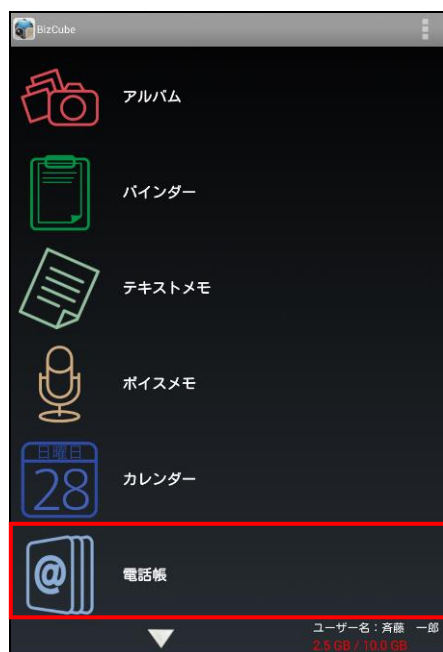 BizCube
アルバム
バインダー
テキストメモ
ボイスメモ
日曜日
28
カレンダー
@
電話帳
ユーザー名：斉藤　一郎
2.5 GB / 10.0 GB